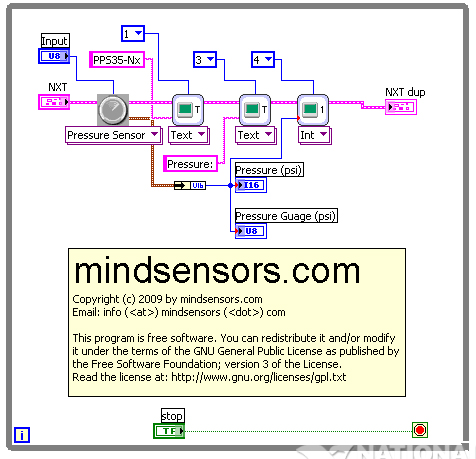 1
Input
U8
PPS35-Nx
3
4
NXT
NXT dup
T
T
1
Pressure Sensor
Text
Text
Int
Pressure:
Pressure (psi)
U16
I16
Pressure Guage (psi)
U8
mindsensors.com
Copyright (c) 2009 by mindsensors.com
Email: info (<at>) mindsensors (<dot>) com
This program is free software. You can redistribute it and/or modify
it under the terms of the GNU General Public License as published by
the Free Software Foundation; version 3 of the License.
Read the license at: http://www.gnu.org/licenses/gpl.txt
stop
TF
i
NATIONA